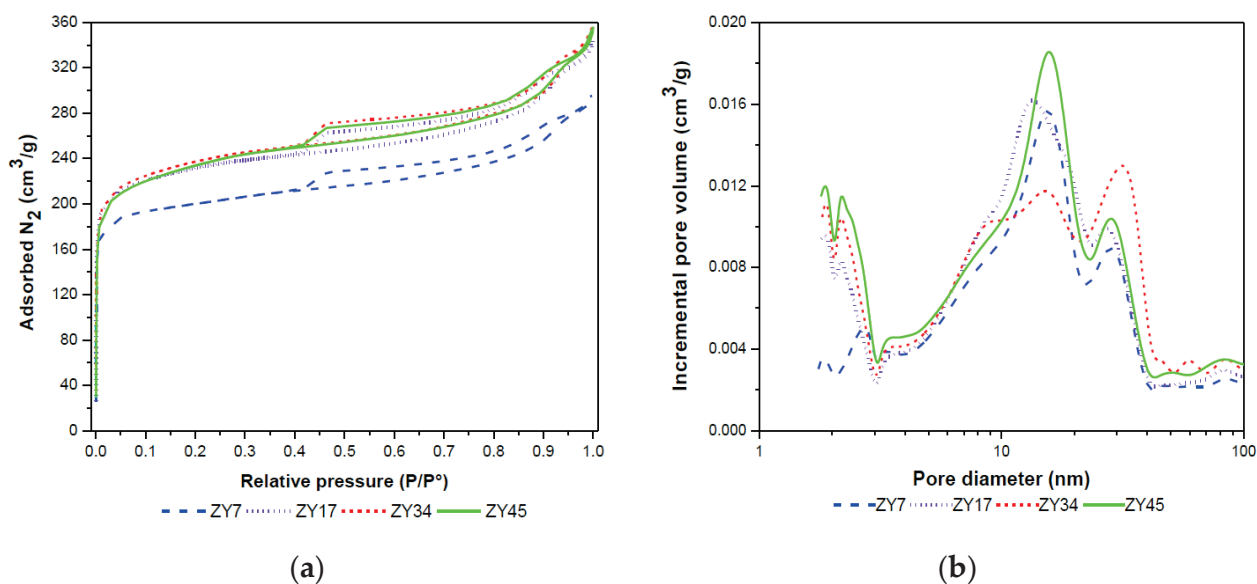 Adsorbed N₂ (cm³/g)
360
320
280
240
200
160
120
80
40
0
0.0 0.1 0.2 0.3 0.4 0.5 0.6 0.7 0.8 0.9 1.0
Relative pressure (P/P°)
ZY7 ZY17 ZY34 ZY45
(a)
Incremental pore volume (cm³/g)
0.020
0.016
0.012
0.008
0.004
0.000
1 10 100
Pore diameter (nm)
ZY7 ZY17 ZY34 ZY45
(b)